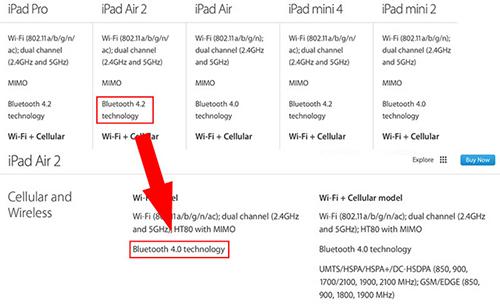 iPad Pro
iPad Air 2
iPad Air
iPad mini 4
iPad mini 2
Wi-Fi (802.11a/b/g/n/
ac); dual channel
(2.4GHz and 5GHz)
MIMO
Bluetooth 4.2
technology
Wi-Fi + Cellular
Wi-Fi (802.11a/b/g/n/
ac); dual channel
(2.4GHz and 5GHz)
MIMO
Bluetooth 4.2
technology
Wi-Fi + Cellular
Wi-Fi (802.11a/b/g/n);
dual channel (2.4GHz
and 5GHz)
MIMO
Bluetooth 4.0
technology
Wi-Fi + Cellular
Wi-Fi (802.11a/b/g/n/
ac); dual channel
(2.4GHz and 5GHz)
MIMO
Bluetooth 4.2
technology
Wi-Fi + Cellular
Wi-Fi (802.11a/b/g/n);
dual channel (2.4GHz
and 5GHz)
MIMO
Bluetooth 4.0
technology
Wi-Fi + Cellular
iPad Air 2
Explore
Buy Now
Cellular and
Wireless
Wi-Fi (802.11a/b/g/n/ac); dual channel (2.4GHz
and 5GHz); HT80 with MIMO
Bluetooth 4.0 technology
Wi-Fi + Cellular model
Wi-Fi (802.11a/b/g/n/ac); dual channel (2.4GHz
and 5GHz); HT80 with MIMO
Bluetooth 4.0 technology
UMTS/HSPA/HSPA+/DC-HSDPA (850, 900,
1700/2100, 1900, 2100 MHz); GSM/EDGE (850,
900, 1800, 1900 MHz)